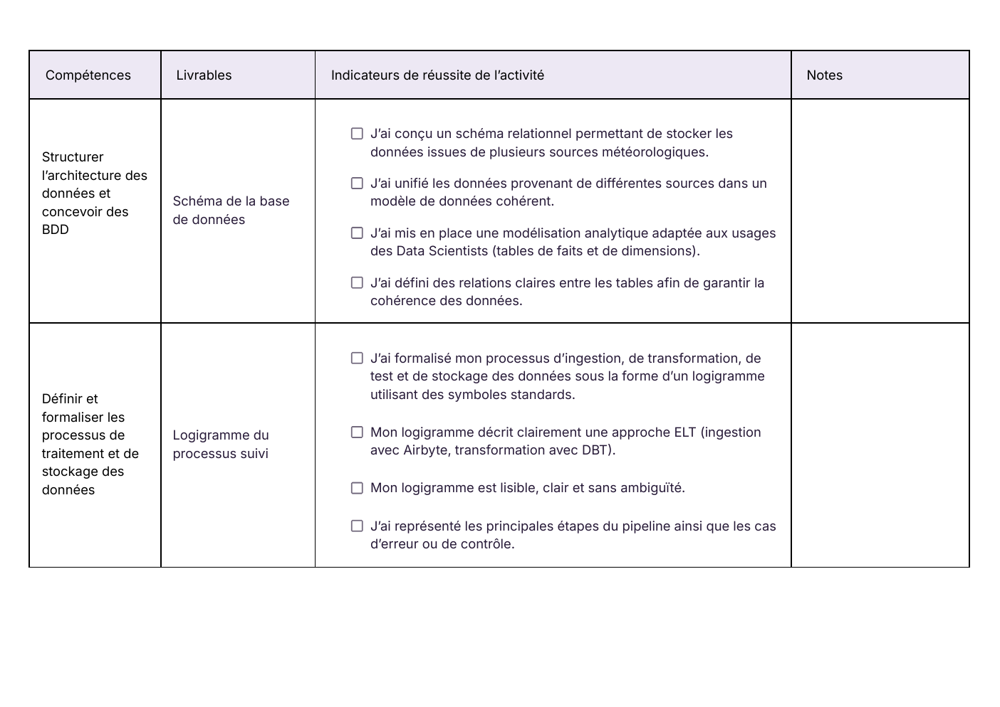 Compétences
Livrables
Indicateurs de réussite de l’activité
Notes
Structurer
l’architecture des
données et
concevoir des
BDD
Schéma de la base
de données
J’ai conçu un schéma relationnel permettant de stocker les
données issues de plusieurs sources météorologiques.
J’ai unifié les données provenant de différentes sources dans un
modèle de données cohérent.
J’ai mis en place une modélisation analytique adaptée aux usages
des Data Scientists (tables de faits et de dimensions).
J’ai défini des relations claires entre les tables afin de garantir la
cohérence des données.
Définir et
formaliser les
processus de
traitement et de
stockage des
données
Logigramme du
processus suivi
J’ai formalisé mon processus d’ingestion, de transformation, de
test et de stockage des données sous la forme d’un logigramme
utilisant des symboles standards.
Mon logigramme décrit clairement une approche ELT (ingestion
avec Airbyte, transformation avec DBT).
Mon logigramme est lisible, clair et sans ambiguïté.
J’ai représenté les principales étapes du pipeline ainsi que les cas
d’erreur ou de contrôle.